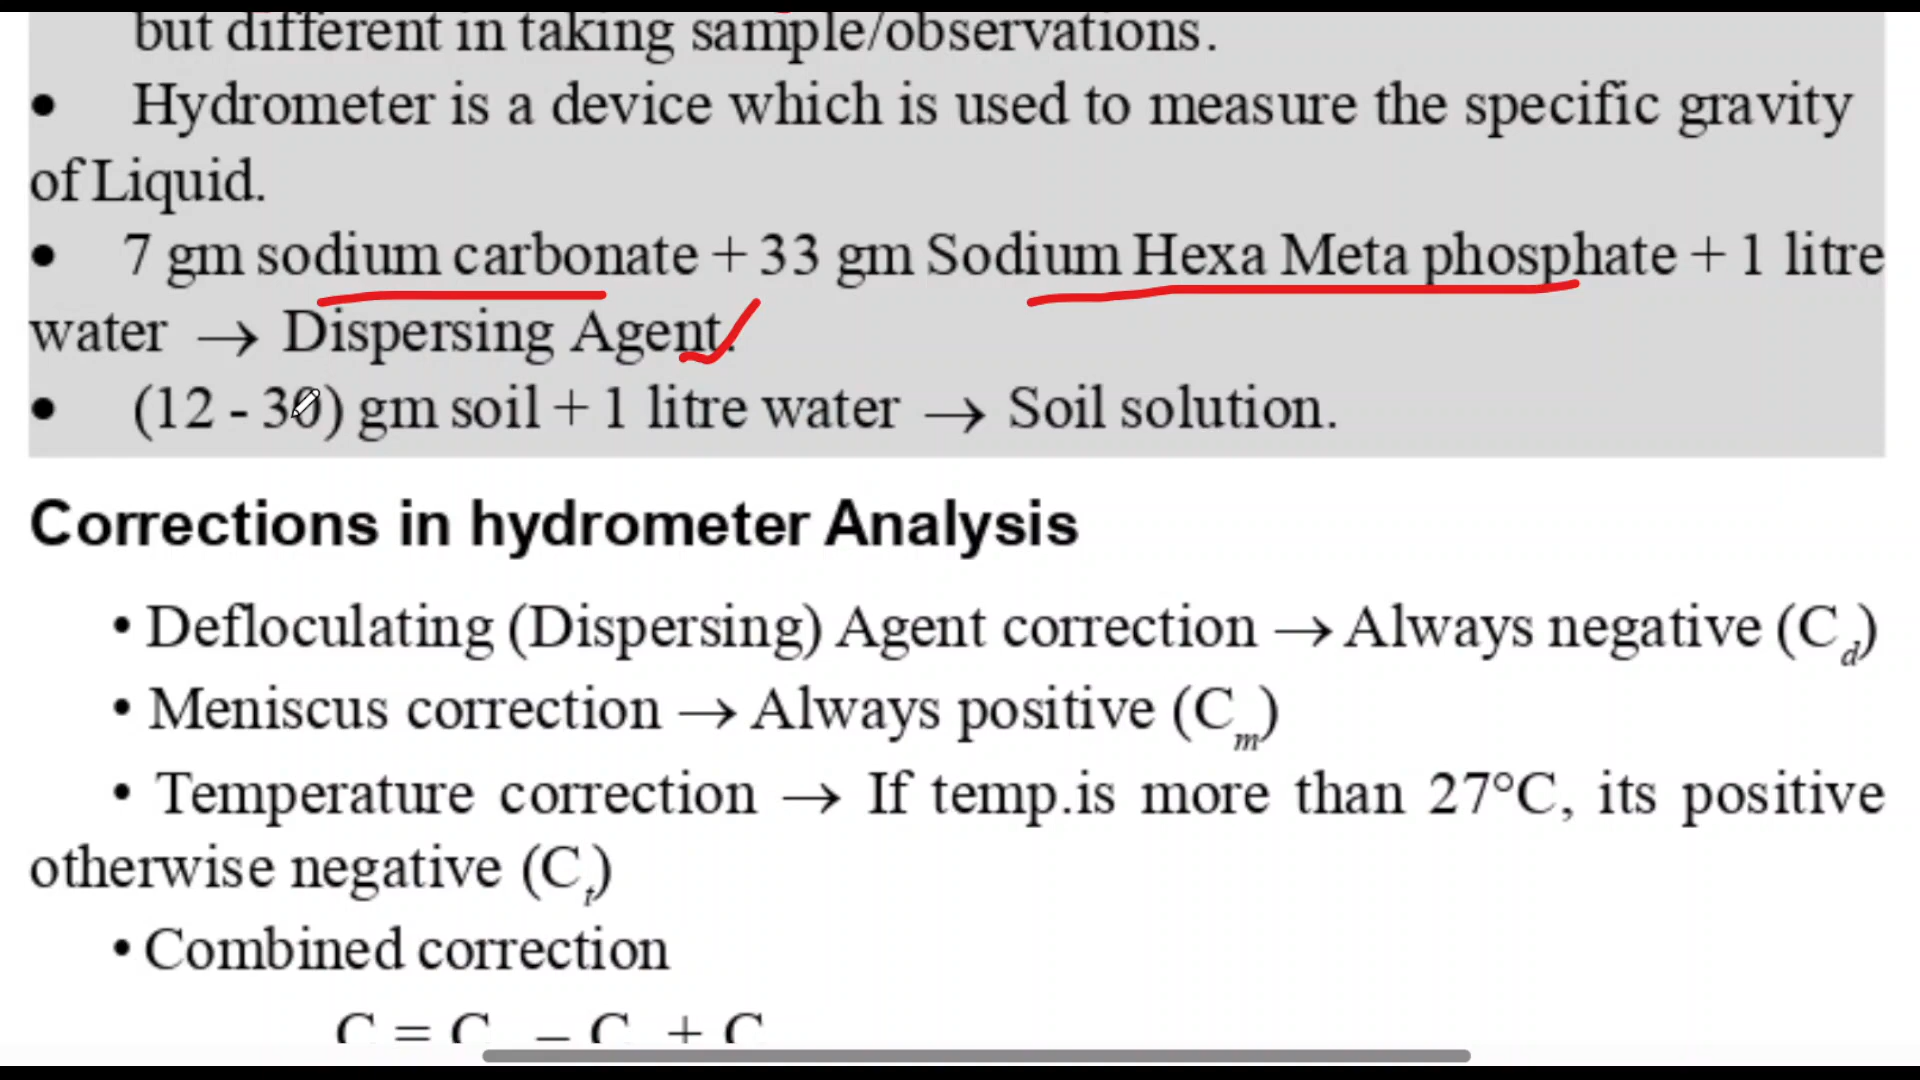 but different in taking sample/observations.
• Hydrometer is a device which is used to measure the specific gravity
of Liquid.
• 7 gm sodium carbonate + 33 gm Sodium Hexa Meta phosphate + 1 litre
water → Dispersing Agent.
• (12 - 30) gm soil + 1 litre water → Soil solution.
Corrections in hydrometer Analysis
• Defloculating (Dispersing) Agent correction → Always negative (C_d)
• Meniscus correction → Always positive (C_m)
• Temperature correction → If temp.is more than 27°C, its positive
otherwise negative (C_t)
• Combined correction
C = C – C + C